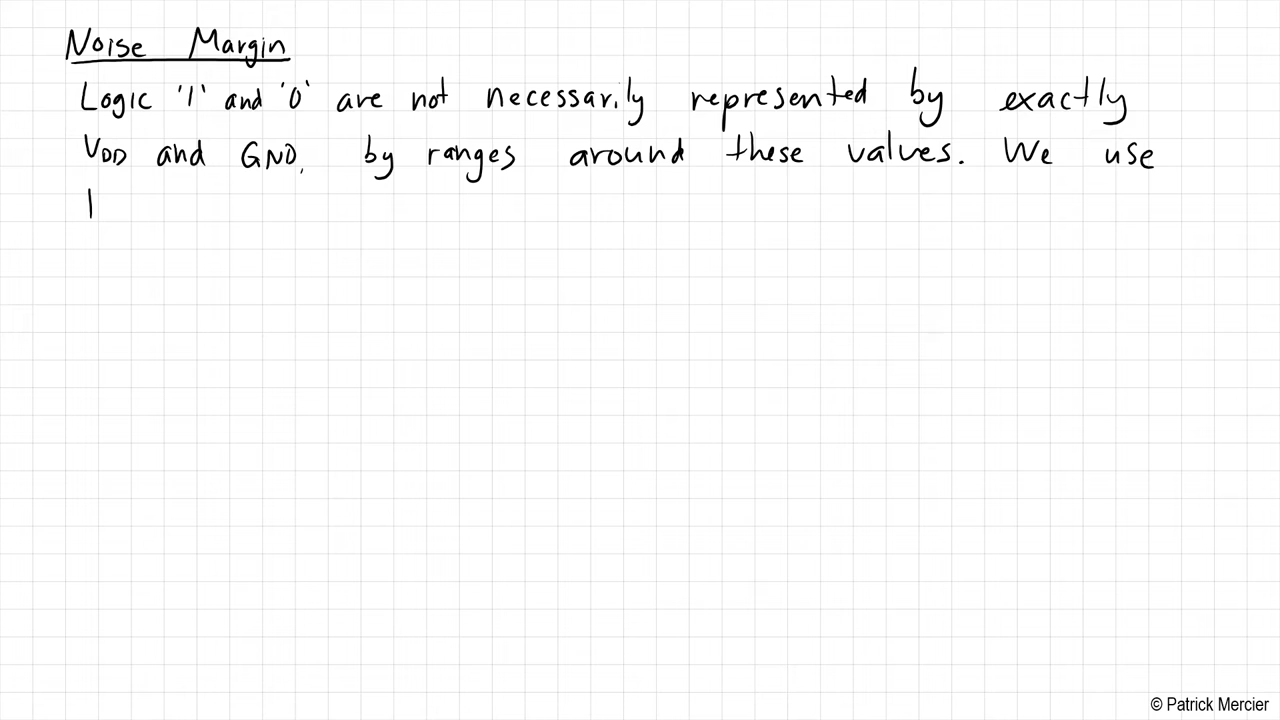 Noise Margin
Logic '1' and '0' are not necessarily represented by exactly
VDD and GND, by ranges around these values. We use
© Patrick Mercier